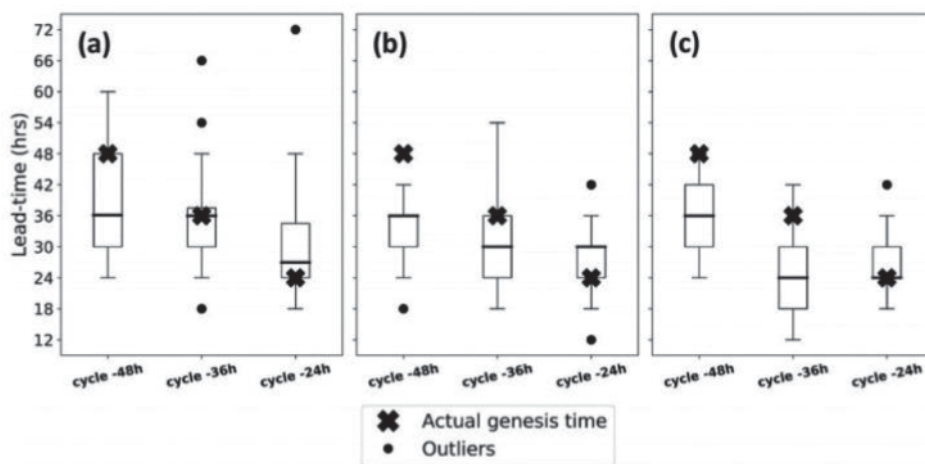 (a) (b) (c)
Lead-time (hrs)
72
66
60
54
48
42
36
30
24
18
12
cycle -48h cycle -36h cycle -24h cycle -48h cycle -36h cycle -24h cycle -48h cycle -36h cycle -24h
Actual genesis time
Outliers